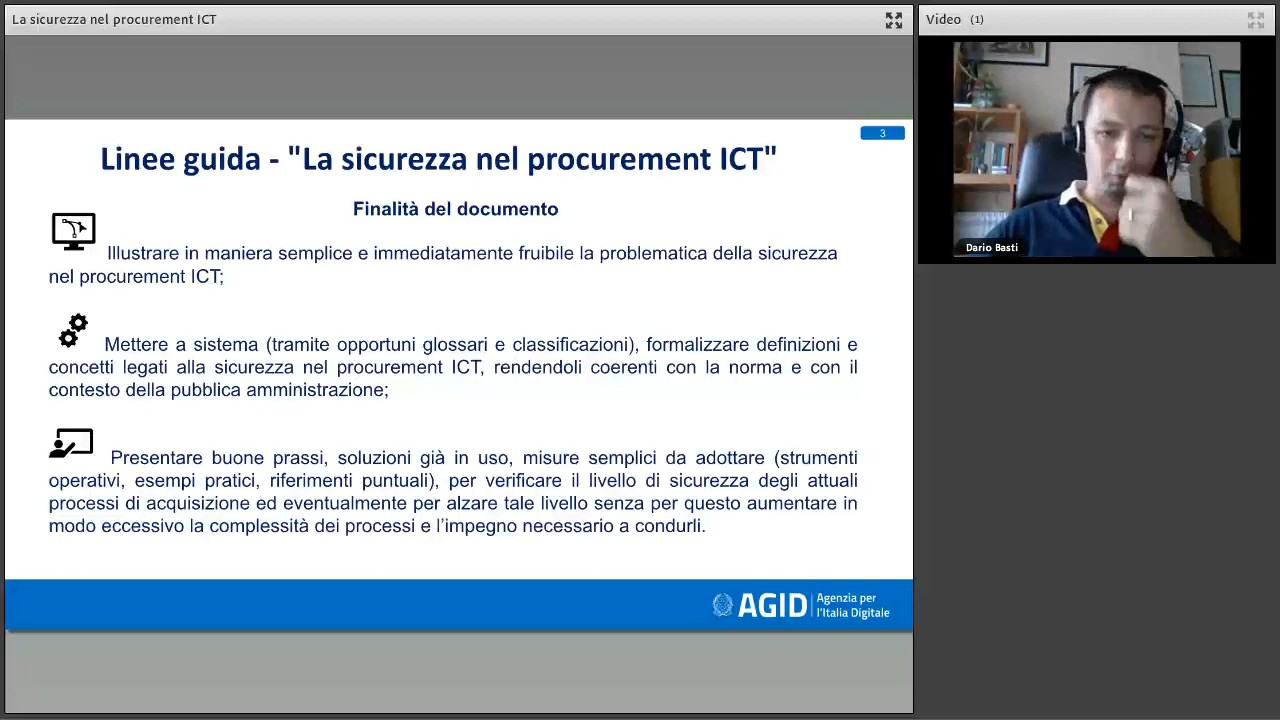 La sicurezza nel procurement ICT
Video (1)
3
Linee guida - "La sicurezza nel procurement ICT"
Finalità del documento
Illustrare in maniera semplice e immediatamente fruibile la problematica della sicurezza
nel procurement ICT;
Mettere a sistema (tramite opportuni glossari e classificazioni), formalizzare definizioni e
concetti legati alla sicurezza nel procurement ICT, rendendoli coerenti con la norma e con il
contesto della pubblica amministrazione;
Presentare buone prassi, soluzioni già in uso, misure semplici da adottare (strumenti
operativi, esempi pratici, riferimenti puntuali), per verificare il livello di sicurezza degli attuali
processi di acquisizione ed eventualmente per alzare tale livello senza per questo aumentare in
modo eccessivo la complessità dei processi e l’impegno necessario a condurli.
AGID
Agenzia per
l'Italia Digitale
Dario Basti